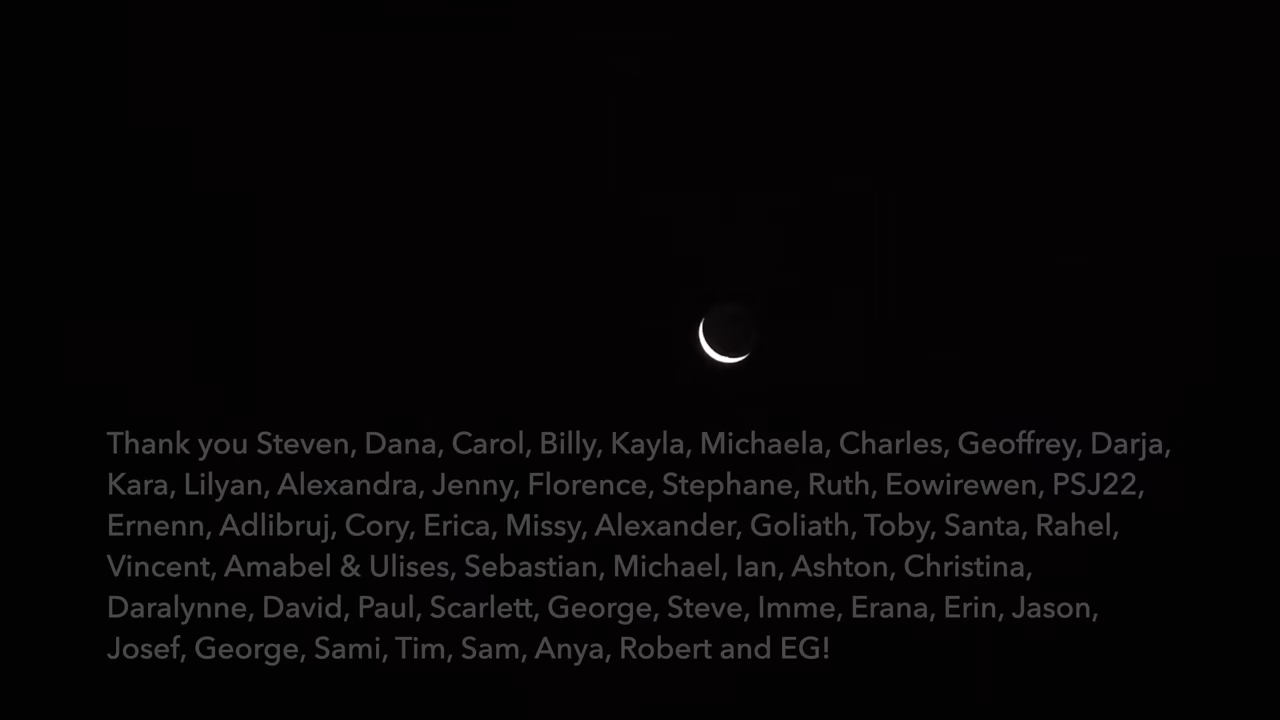 Thank you Steven, Dana, Carol, Billy, Kayla, Michaela, Charles, Geoffrey, Darja,
Kara, Lilyan, Alexandra, Jenny, Florence, Stephane, Ruth, Eowirewen, PSJ22,
Ernenn, Adlibruj, Cory, Erica, Missy, Alexander, Goliath, Toby, Santa, Rahel,
Vincent, Amabel & Ulises, Sebastian, Michael, Ian, Ashton, Christina,
Daralynne, David, Paul, Scarlett, George, Steve, Imme, Erana, Erin, Jason,
Josef, George, Sami, Tim, Sam, Anya, Robert and EG!